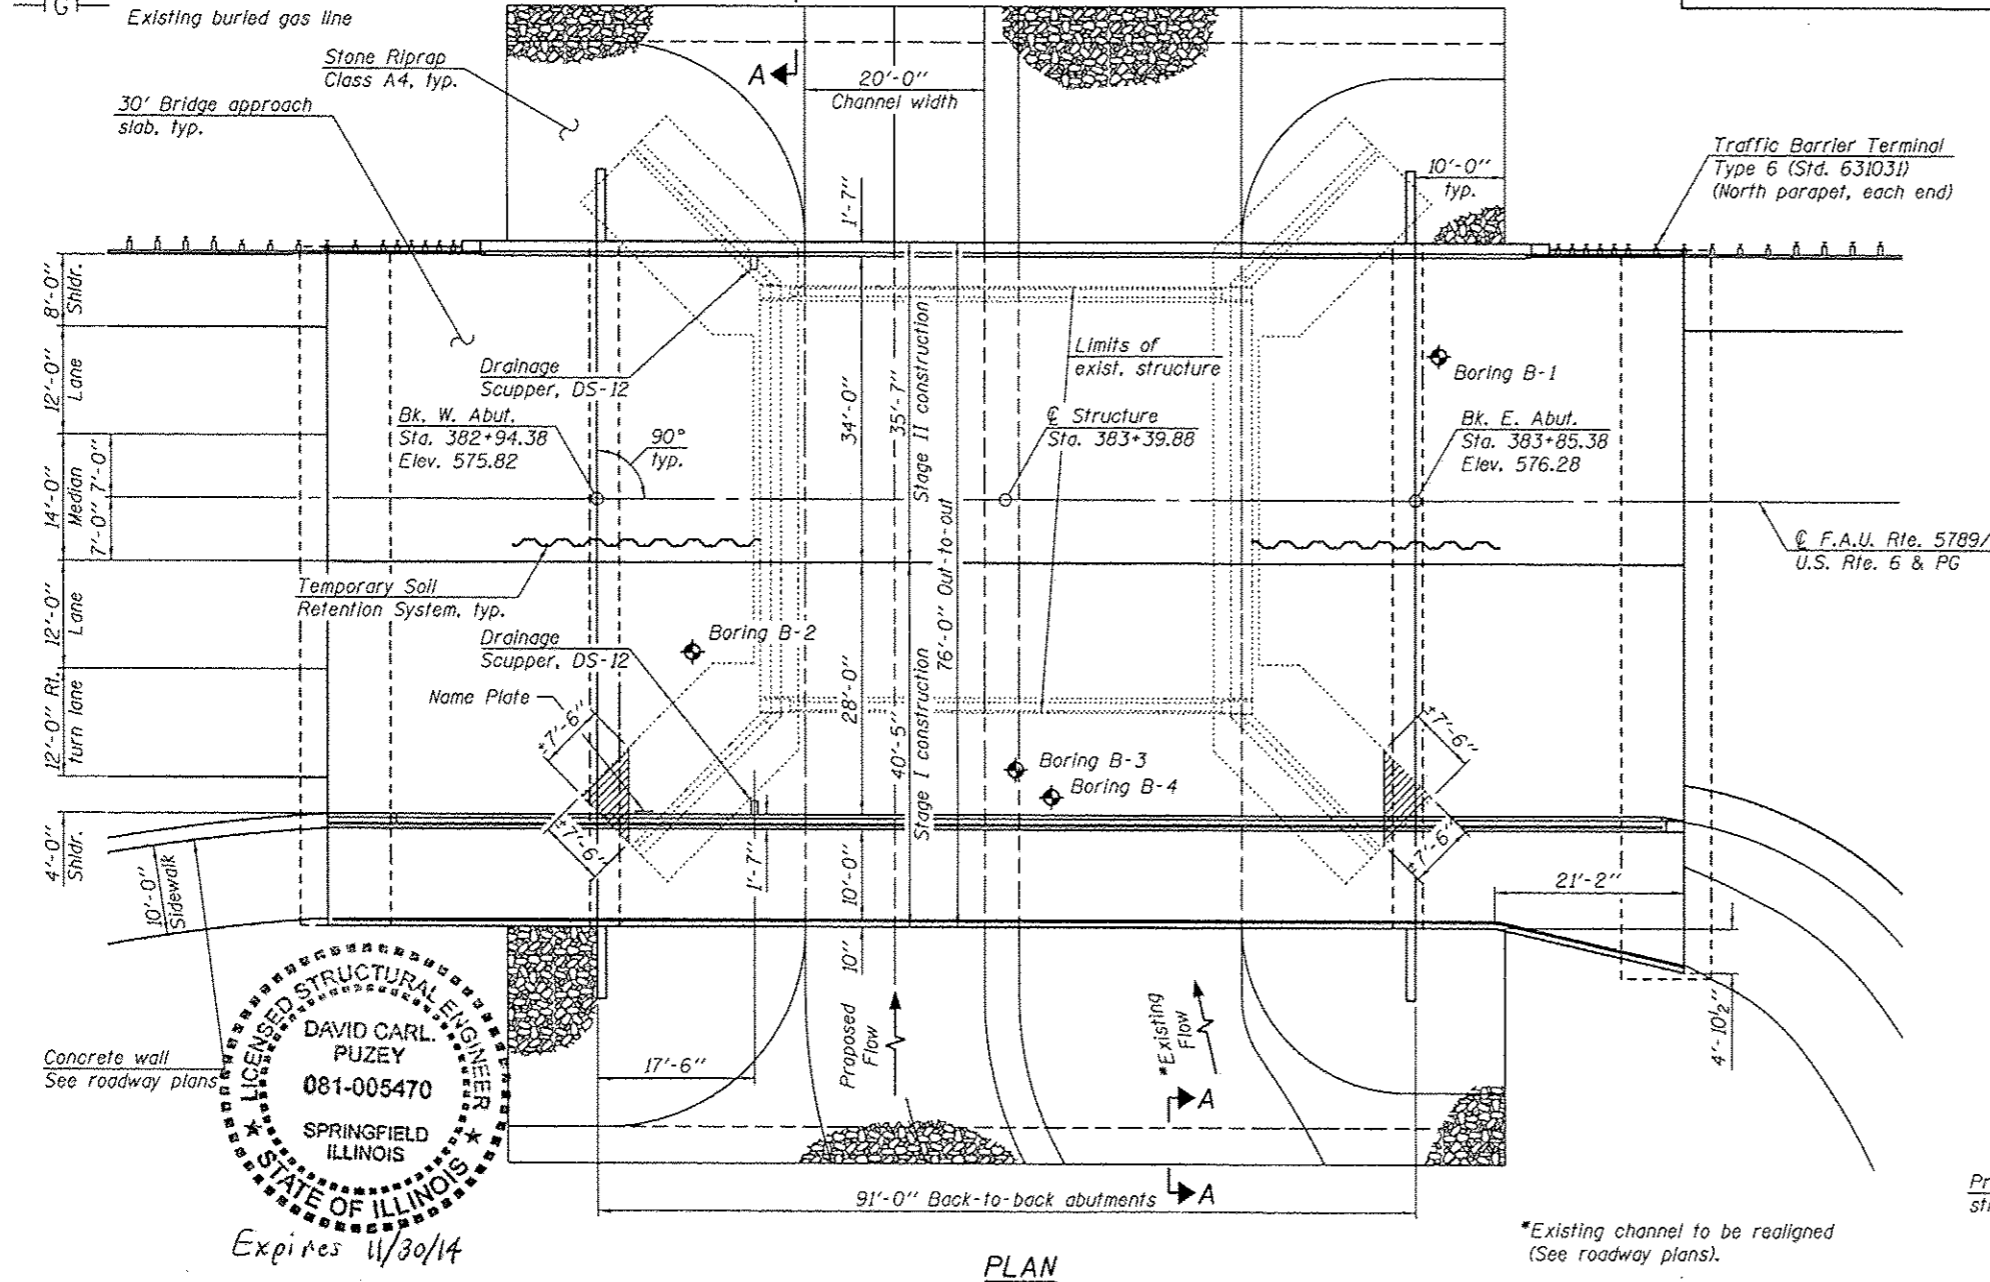 G
Existing buried gas line
Stone Riprap
Class A4, typ.
30' Bridge approach
slab, typ.
A
20'-0"
Channel width
1'-7"
10'-0"
typ.
Traffic Barrier Terminal
Type 6 (Std. 631031)
(North parapet, each end)
8'-0"
Shldr.
12'-0"
Lane
14'-0"
Median
7'-0" 7'-0"
12'-0"
Lane
12'-0" Rt.
turn lane
4'-0"
Shldr.
Drainage
Scupper, DS-12
Bk. W. Abut.
Sta. 382+94.38
Elev. 575.82
90°
typ.
34'-0"
35'-7"
Stage II construction
Limits of
exist. structure
Boring B-1
℄ Structure
Sta. 383+39.88
Bk. E. Abut.
Sta. 383+85.38
Elev. 576.28
76'-0" Out-to-out
℄ F.A.U. Rte. 5789/
U.S. Rte. 6 & PG
Temporary Soil
Retention System, typ.
Drainage
Scupper, DS-12
Boring B-2
Name Plate
28'-0"
40'-5"
Stage I construction
±7'-6"
±7'-6"
±7'-6"
±7'-6"
Boring B-3
Boring B-4
1'-7"
10'-0"
10"
21'-2"
4'-10½"
10'-0"
Sidewalk
Concrete wall
See roadway plans
LICENSED STRUCTURAL ENGINEER
DAVID CARL.
PUZEY
081-005470
SPRINGFIELD
ILLINOIS
STATE OF ILLINOIS
Expires 11/30/14
17'-6"
Proposed
Flow
*Existing
Flow
A
A
91'-0" Back-to-back abutments
*Existing channel to be realigned
(See roadway plans).
PLAN